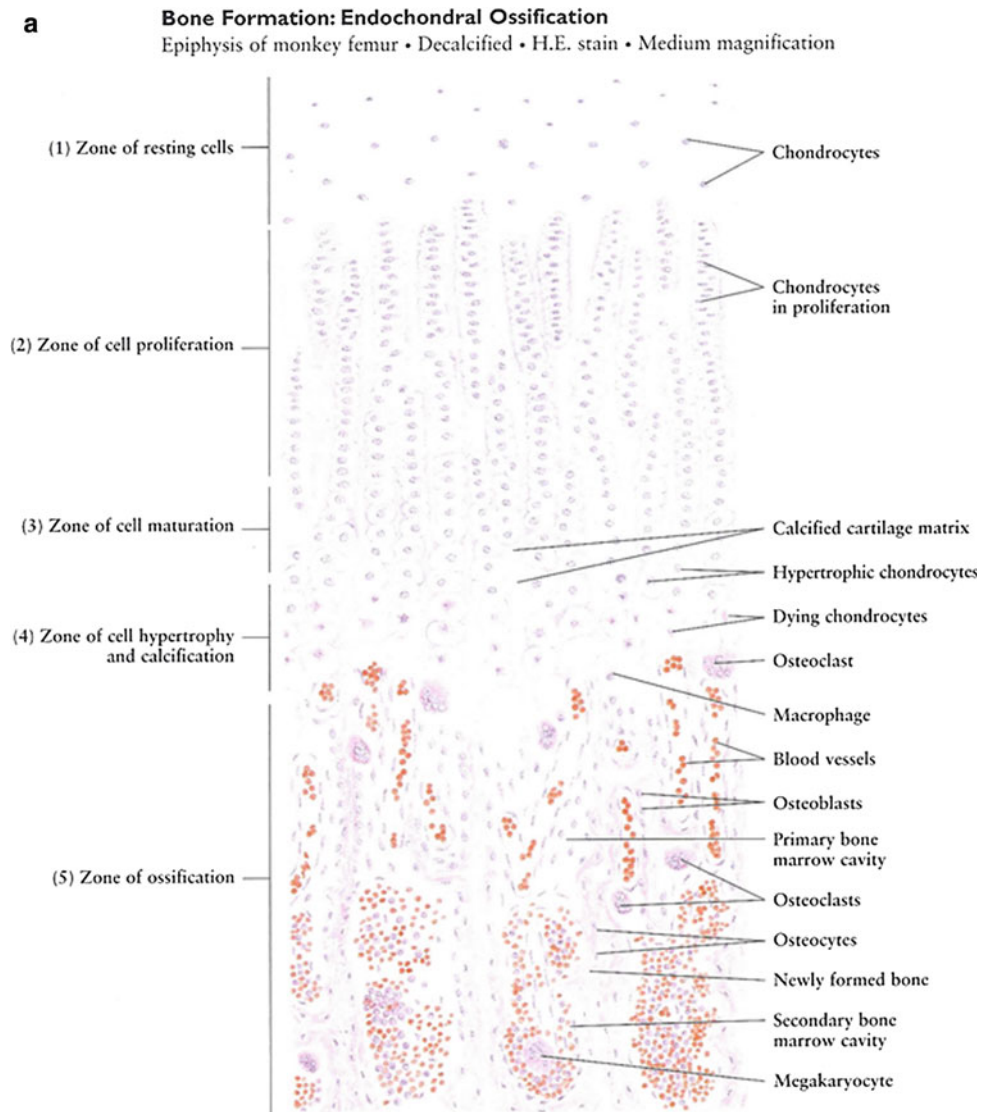 a
Bone Formation: Endochondral Ossification
Epiphysis of monkey femur • Decalcified • H.E. stain • Medium magnification
(1) Zone of resting cells
Chondrocytes
Chondrocytes
in proliferation
(2) Zone of cell proliferation
(3) Zone of cell maturation
Calcified cartilage matrix
Hypertrophic chondrocytes
Dying chondrocytes
(4) Zone of cell hypertrophy
and calcification
Osteoclast
Macrophage
Blood vessels
Osteoblasts
Primary bone
marrow cavity
(5) Zone of ossification
Osteoclasts
Osteocytes
Newly formed bone
Secondary bone
marrow cavity
Megakaryocyte